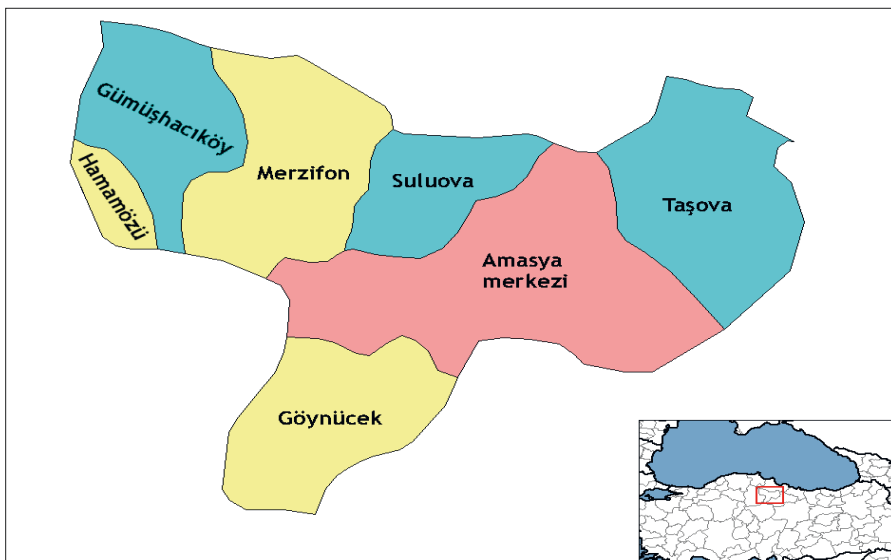 Gümüşhacıköy
Hamamözü
Merzifon
Suluova
Taşova
Amasya
merkezi
Göynücek